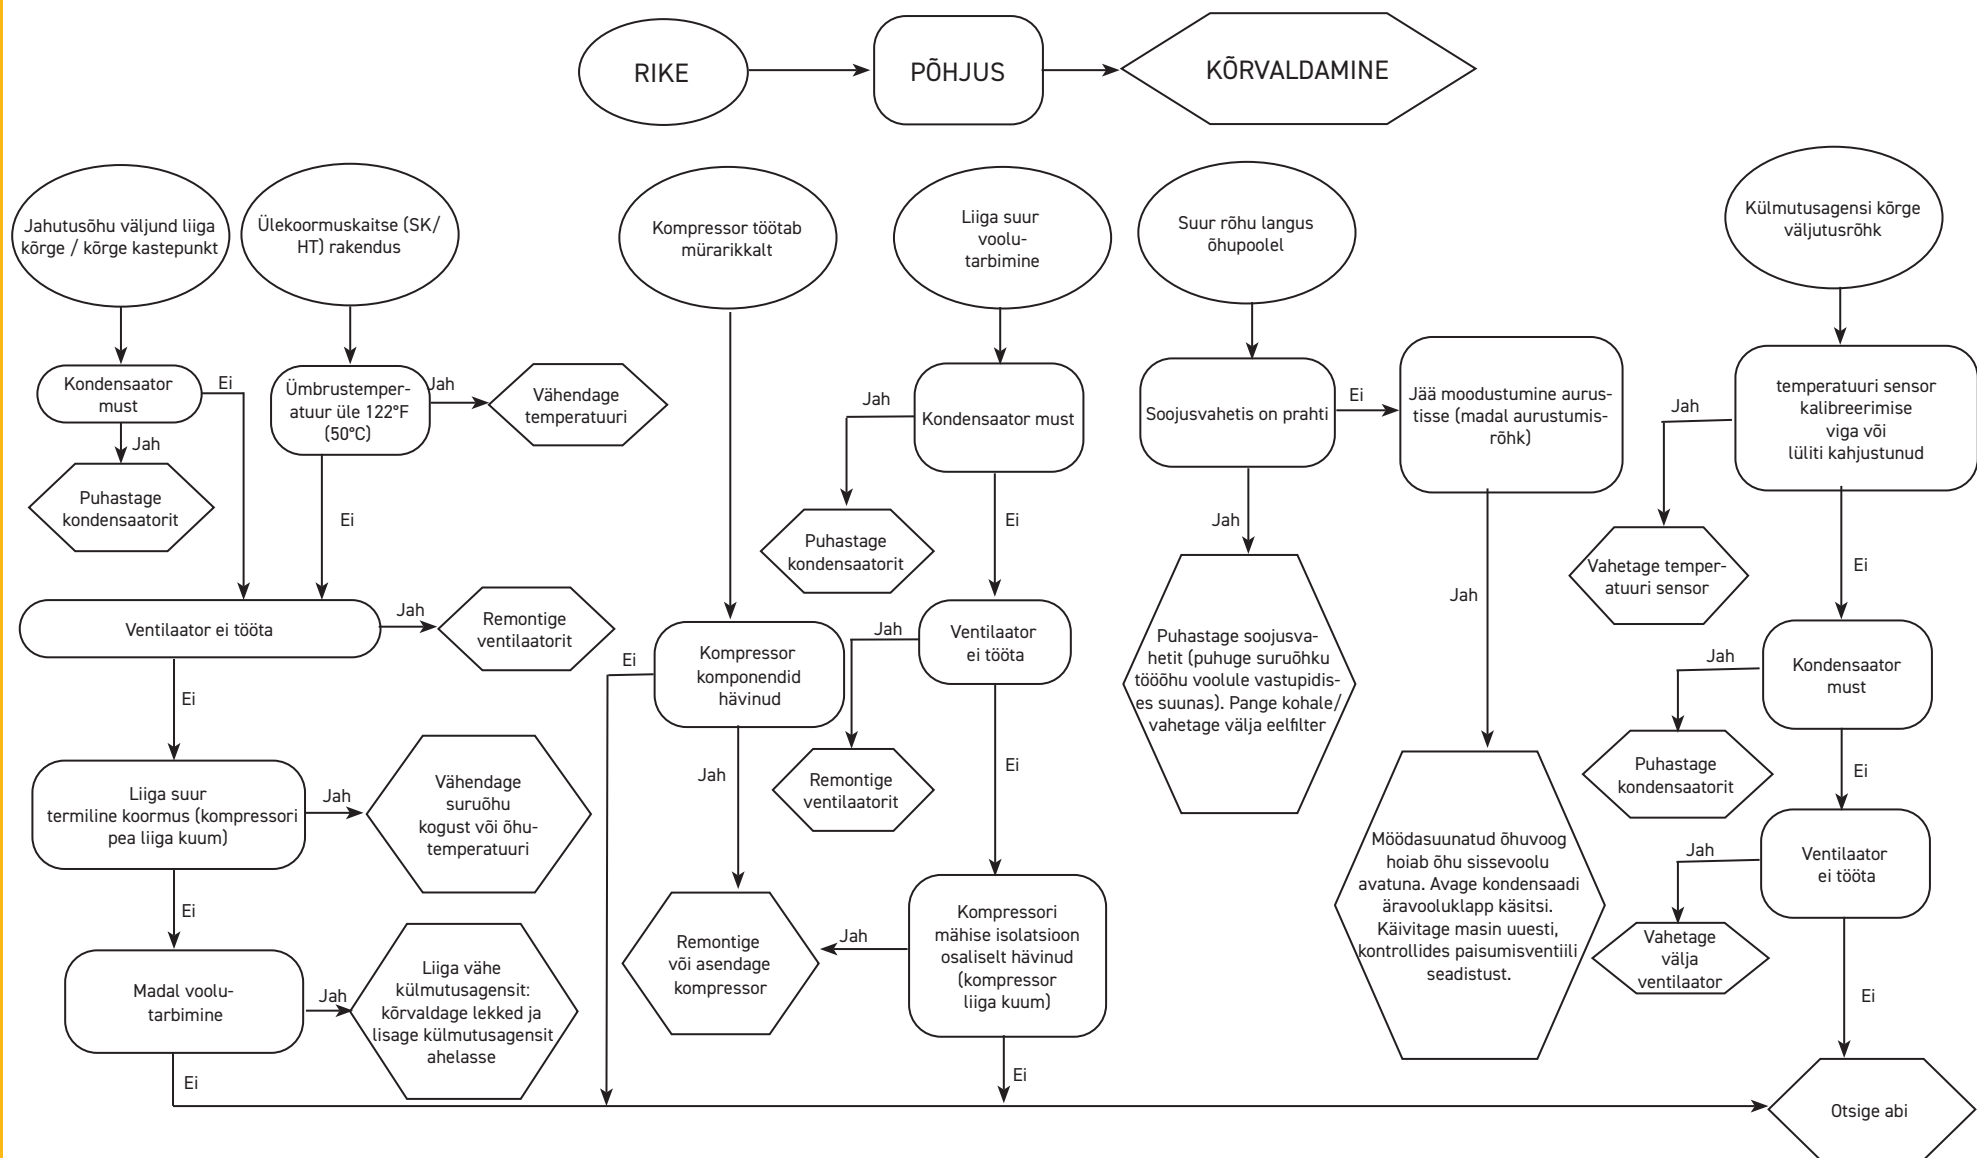 RIKE
PÕHJUS
KÕRVALDAMINE
Jahutusõhu väljund liiga
kõrge / kõrge kastepunkt
Ülekoormuskaitse (SK/
HT) rakendus
Kompressor töötab
mürarikkalt
Liiga suur
voolu-
tarbimine
Suur rõhu langus
õhupoolel
Külmutusagensi kõrge
väljutusrõhk
Kondensaator
must
Ei
Jah
Puhastage
kondensaatorit
Ümbrustemper-
atuur üle 122°F
(50°C)
Jah
Vähendage
temperatuuri
Ei
Ventilaator ei tööta
Jah
Remontige
ventilaatorit
Ei
Liiga suur
termiline koormus (kompressori
pea liiga kuum)
Jah
Vähendage
suruõhu
kogust või õhu-
temperatuuri
Ei
Madal voolu-
tarbimine
Jah
Liiga vähe
külmutusagensit:
kõrvaldage lekked ja
lisage külmutusagensit
ahelasse
Ei
Kompressor
komponendid
hävinud
Ei
Jah
Remontige
või asendage
kompressor
Kondensaator must
Jah
Puhastage
kondensaatorit
Ei
Ventilaator
ei tööta
Jah
Remontige
ventilaatorit
Ei
Kompressori
mähise isolatsioon
osaliselt hävinud
(kompressor
liiga kuum)
Jah
Ei
Soojusvahetis on prahti
Ei
Jah
Puhastage soojusva-
hetit (puhuge suruõhku
tööõhu voolule vastupidis-
es suunas). Pange kohale/
vahetage välja eelfilter
Jää moodustumine aurus-
tisse (madal aurustumis-
rõhk)
Jah
Möödasuunatud õhuvoog
hoiab õhu sissevoolu
avatuna. Avage kondensaadi
äravooluklapp käsitsi.
Käivitage masin uuesti,
kontrollides paisumisventiili
seadistust.
temperatuuri sensor
kalibreerimise
viga või
lüliti kahjustunud
Jah
Vahetage temper-
atuuri sensor
Ei
Kondensaator
must
Jah
Puhastage
kondensaatorit
Ei
Ventilaator
ei tööta
Jah
Vahetage
välja
ventilaator
Ei
Otsige abi